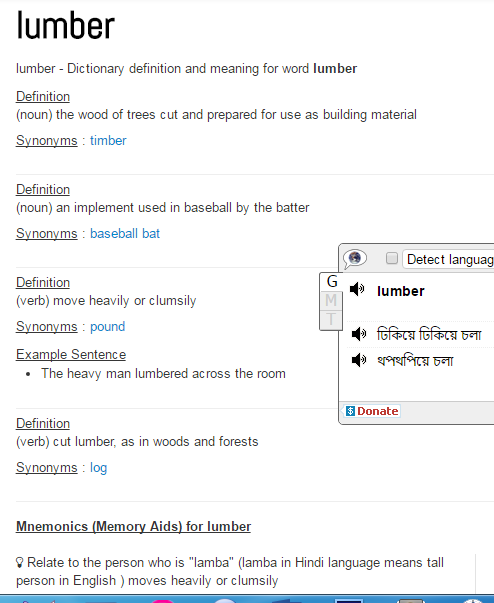 lumber
lumber - Dictionary definition and meaning for word lumber
Definition
(noun) the wood of trees cut and prepared for use as building material
Synonyms : timber
Definition
(noun) an implement used in baseball by the batter
Synonyms : baseball bat
Definition
(verb) move heavily or clumsily
Synonyms : pound
Example Sentence
• The heavy man lumbered across the room
Definition
(verb) cut lumber, as in woods and forests
Synonyms : log
Mnemonics (Memory Aids) for lumber
Relate to the person who is "lamba" (lamba in Hindi language means tall
person in English ) moves heavily or clumsily
Detect languag
G
M
T
lumber
ঢিকিয়ে ঢিকিয়ে চলা
থপথপিয়ে চলা
$ Donate